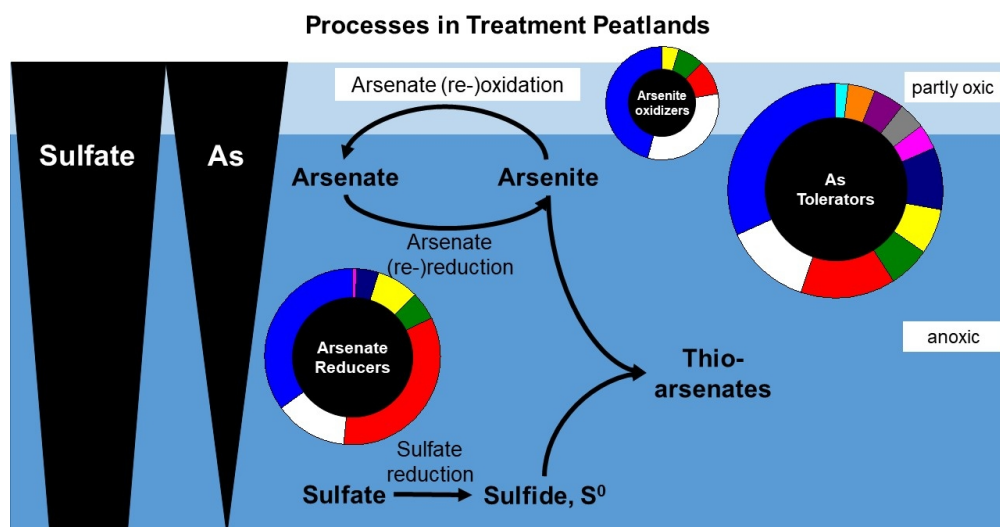 Processes in Treatment Peatlands
Arsenate (re-)oxidation
Arsenite
oxidizers
partly oxic
Sulfate
As
Arsenate
Arsenite
As
Tolerators
Arsenate
(re-)reduction
anoxic
Arsenate
Reducers
Thio-
arsenates
Sulfate
reduction
Sulfate
Sulfide, S⁰